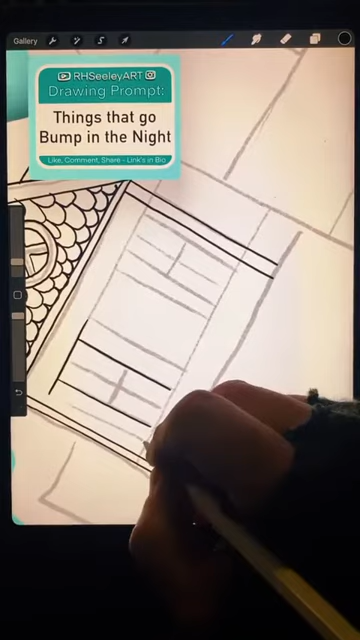 Gallery
RHSeeleyART
Drawing Prompt:
Things that go
Bump in the Night
Like, Comment, Share - Link's in Bio